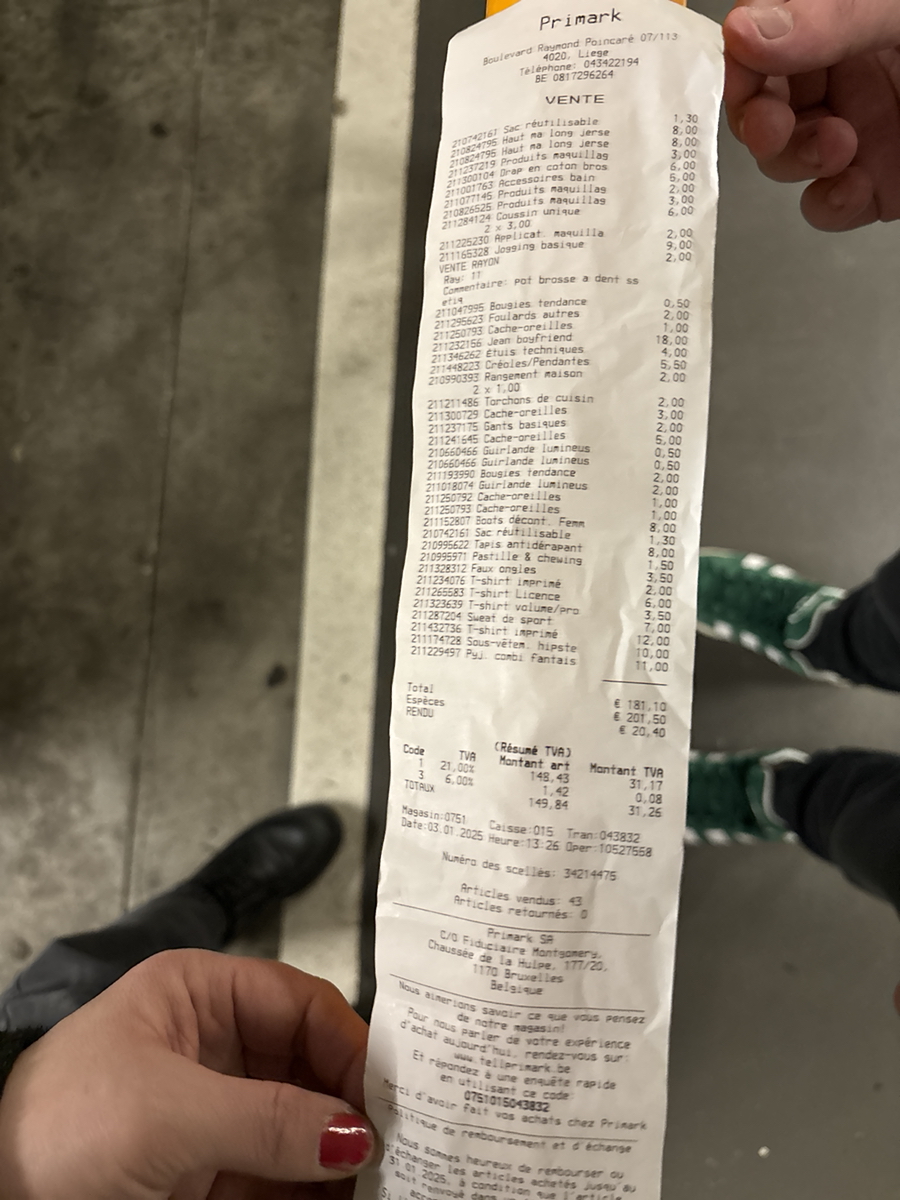 Primark
Boulevard Raymond Poincaré 07/113
4020, Liege
Téléphone: 043422194
BE 0817296264
VENTE
210742161 Sac réutilisable 1,30
210824795 Haut ma long jerse 8,00
210824795 Haut ma long jerse 8,00
211237219 Produits maquillag 3,00
211300104 Drap en coton bros 6,00
211001763 Accessoires bain 5,00
211077145 Produits maquillag 2,00
210826525 Produits maquillag 3,00
211284124 Coussin unique 6,00
2 x 3,00
211225230 Applicat. maquilla 2,00
211165328 Jogging basique 9,00
VENTE RAYON 2,00
Ray: 11
Commentaire: pot brosse a dent ss
etiq
211047995 Bougies tendance 0,50
211295623 Foulards autres 2,00
211250793 Cache-oreilles 1,00
211232156 Jean boyfriend 18,00
211346262 Étuis techniques 4,00
211448223 Créoles/Pendantes 5,50
210990393 Rangement maison 2,00
2 x 1,00
211211486 Torchons de cuisin 2,00
211300729 Cache-oreilles 3,00
211237175 Gants basiques 2,00
211241645 Cache-oreilles 5,00
210660466 Guirlande lumineus 0,50
210660466 Guirlande lumineus 0,50
211193990 Bougies tendance 2,00
211018074 Guirlande lumineus 2,00
211250792 Cache-oreilles 1,00
211250793 Cache-oreilles 1,00
211152807 Boots décont. Femm 8,00
210742161 Sac réutilisable 1,30
210995622 Tapis antidérapant 8,00
210995971 Pastille & chewing 1,50
211328312 Faux ongles 3,50
211234076 T-shirt imprimé 2,00
211265583 T-shirt Licence 6,00
211323639 T-shirt volume/pro 3,50
211287204 Sweat de sport 7,00
211432736 T-shirt imprimé 12,00
211174728 Sous-vêtem. hipste 10,00
211229497 Pyj. combi fantais 11,00
Total € 181,10
Espèces € 201,50
RENDU € 20,40
(Résumé TVA)
Code TVA Montant art Montant TVA
1 21,00% 148,43 31,17
3 6,00% 1,42 0,08
TOTAUX 149,84 31,26
Magasin:0751 Caisse:015 Tran:043832
Date:03.01.2025 Heure:13:26 Oper:10527558
Numéro des scellés: 34214475
Articles vendus: 43
Articles retournés: 0
Primark SA
C/O Fiduciaire Montgomery,
Chaussée de la Hulpe, 177/20,
1170 Bruxelles
Belgique
Nous aimerions savoir ce que vous pensez
de notre magasin!
Pour nous parler de votre expérience
d'achat aujourd'hui, rendez-vous sur:
www.tellprimark.be
Et répondez à une enquête rapide
en utilisant ce code:
0751015043832
Merci d'avoir fait vos achats chez Primark
Politique de remboursement et d'échange
Nous sommes heureux de rembourser ou
d'échanger les articles achetés jusqu'au
31.01.2025, à condition que l'article
soit renvoyé dans